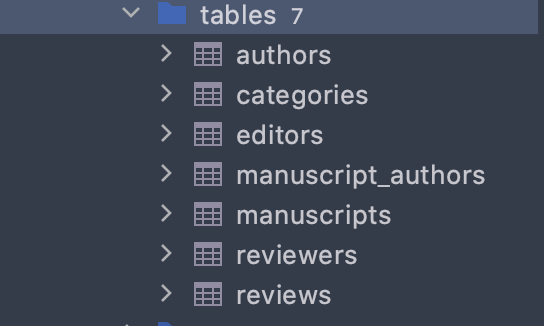 tables 7
authors
categories
editors
manuscript_authors
manuscripts
reviewers
reviews